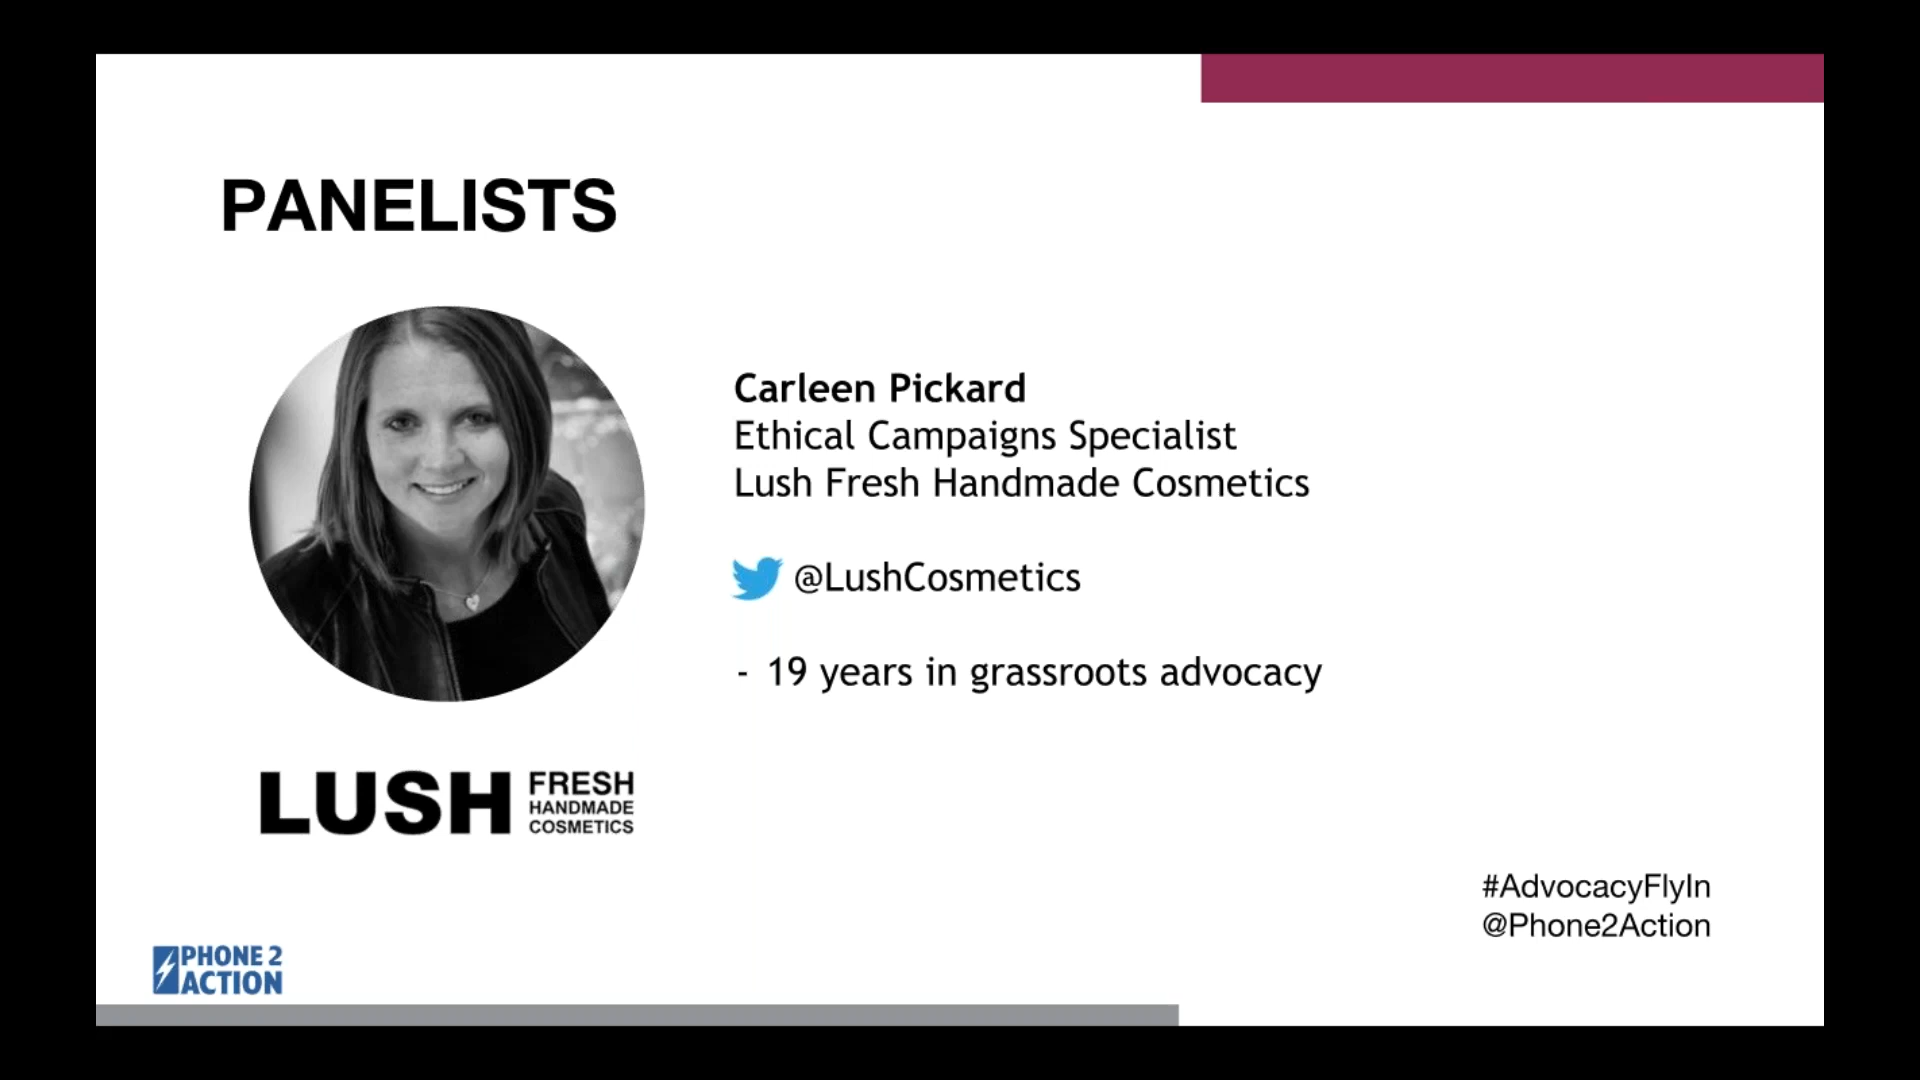 PANELISTS
Carleen Pickard
Ethical Campaigns Specialist
Lush Fresh Handmade Cosmetics
@LushCosmetics
- 19 years in grassroots advocacy
LUSH FRESH
HANDMADE
COSMETICS
#AdvocacyFlyIn
@Phone2Action
PHONE 2
ACTION